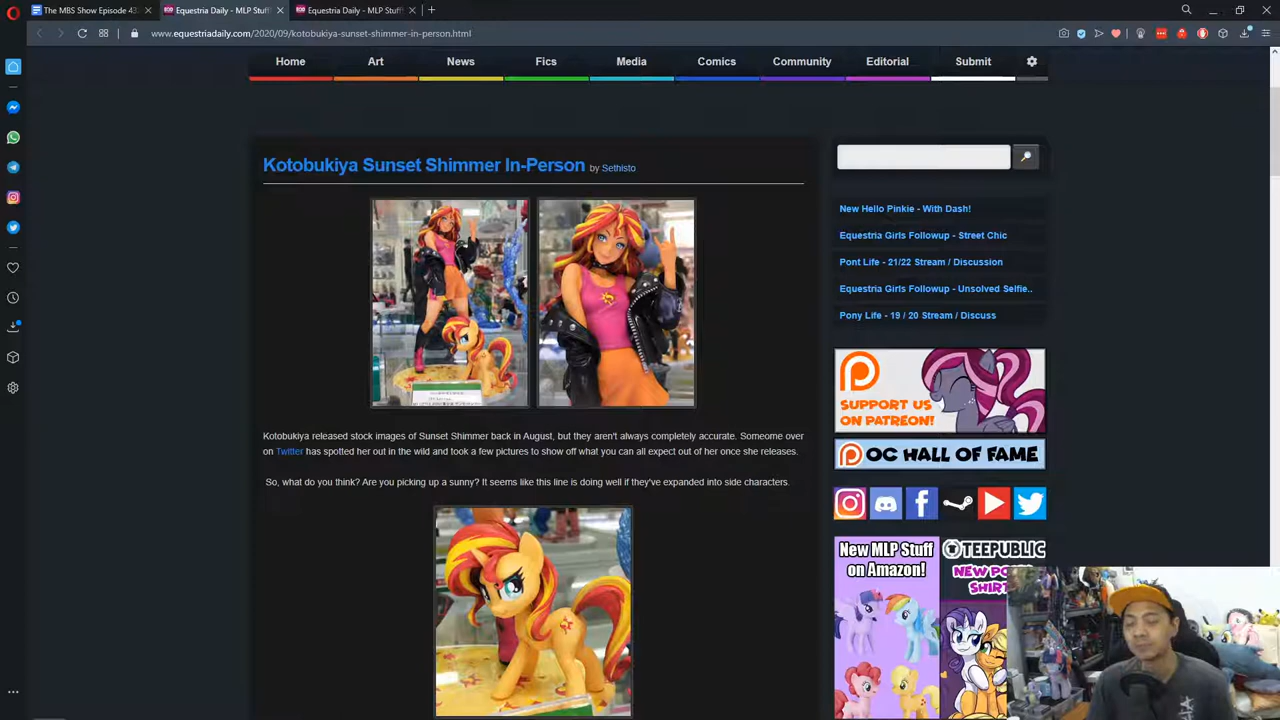 The MBS Show Episode 43
Equestria Daily - MLP Stuff
Equestria Daily - MLP Stuff
www.equestriadaily.com/2020/09/kotobukiya-sunset-shimmer-in-person.html
Home
Art
News
Fics
Media
Comics
Community
Editorial
Submit
Kotobukiya Sunset Shimmer In-Person by Sethisto
Kotobukiya released stock images of Sunset Shimmer back in August, but they aren't always completely accurate. Someone over
on Twitter has spotted her out in the wild and took a few pictures to show off what you can all expect out of her once she releases.
So, what do you think? Are you picking up a sunny? It seems like this line is doing well if they've expanded into side characters.
New Hello Pinkie - With Dash!
Equestria Girls Followup - Street Chic
Pont Life - 21/22 Stream / Discussion
Equestria Girls Followup - Unsolved Selfie..
Pony Life - 19 / 20 Stream / Discuss
SUPPORT US
ON PATREON!
OC HALL OF FAME
New MLP Stuff
on Amazon!
TEEPUBLIC